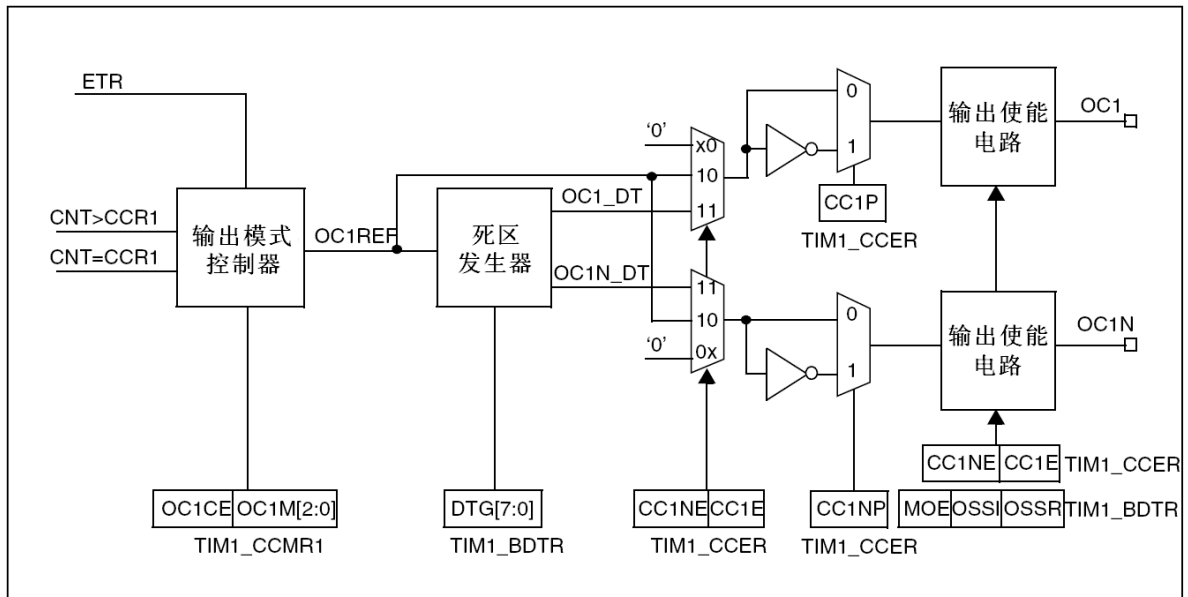 ETR
CNT>CCR1
CNT=CCR1
输出模式
控制器
OC1REF
OC1CE
OC1M[2:0]
TIM1_CCMR1
死区
发生器
DTG[7:0]
TIM1_BDTR
OC1_DT
OC1N_DT
‘0’
x0
10
11
11
10
‘0’
0x
CC1NE
CC1E
TIM1_CCER
0
1
CC1P
TIM1_CCER
0
1
CC1NP
TIM1_CCER
输出使能
电路
OC1
输出使能
电路
OC1N
CC1NE
CC1E
TIM1_CCER
MOE
OSSI
OSSR
TIM1_BDTR